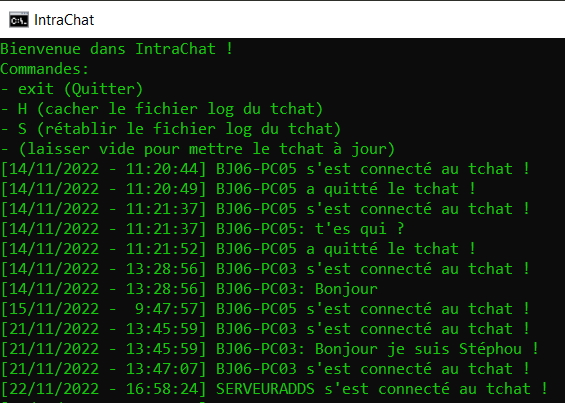 IntraChat
Bienvenue dans IntraChat !
Commandes:
- exit (Quitter)
- H (cacher le fichier log du tchat)
- S (rétablir le fichier log du tchat)
- (laisser vide pour mettre le tchat à jour)
[14/11/2022 - 11:20:44] BJ06-PC05 s'est connecté au tchat !
[14/11/2022 - 11:20:49] BJ06-PC05 a quitté le tchat !
[14/11/2022 - 11:21:37] BJ06-PC05 s'est connecté au tchat !
[14/11/2022 - 11:21:37] BJ06-PC05: t'es qui ?
[14/11/2022 - 11:21:52] BJ06-PC05 a quitté le tchat !
[14/11/2022 - 13:28:56] BJ06-PC03 s'est connecté au tchat !
[14/11/2022 - 13:28:56] BJ06-PC03: Bonjour
[15/11/2022 -  9:47:57] BJ06-PC05 s'est connecté au tchat !
[21/11/2022 - 13:45:59] BJ06-PC03 s'est connecté au tchat !
[21/11/2022 - 13:45:59] BJ06-PC03: Bonjour je suis Stéphou !
[21/11/2022 - 13:47:07] BJ06-PC03 s'est connecté au tchat !
[22/11/2022 - 16:58:24] SERVEURADDS s'est connecté au tchat !